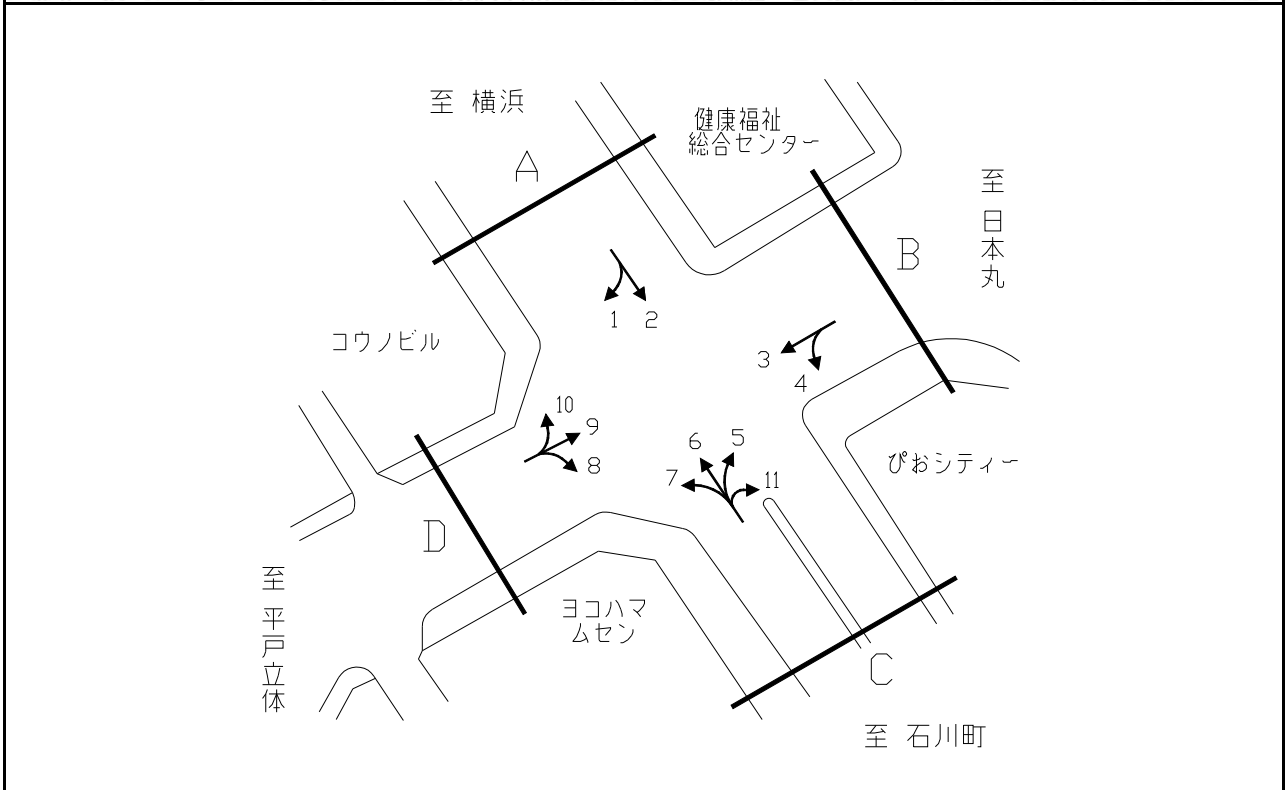 至 横浜
健康福祉
総合センター
A
至 日本丸
B
1 2
3
4
コウノビル
10
9
8
5
6
7
11
ぴおシティー
D
至 平戸立体
ヨコハマ
ムセン
C
至 石川町